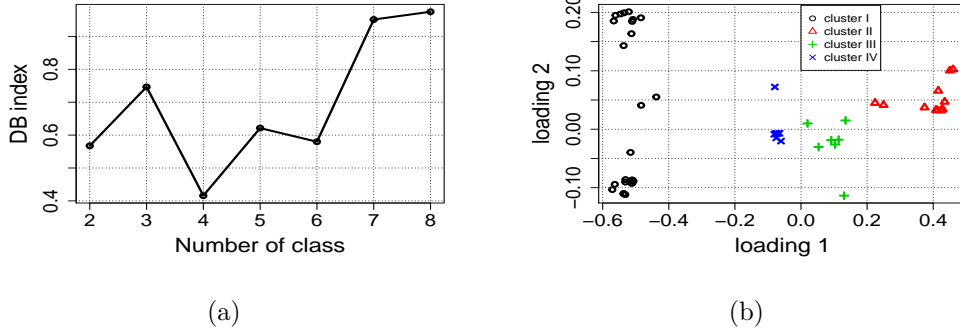 0.4 0.6 0.8
DB index
2 3 4 5 6 7 8
Number of class
(a)
−0.10 0.00 0.10 0.20
loading 2
cluster I
cluster II
cluster III
cluster IV
−0.6 −0.4 −0.2 0.0 0.2 0.4
loading 1
(b)